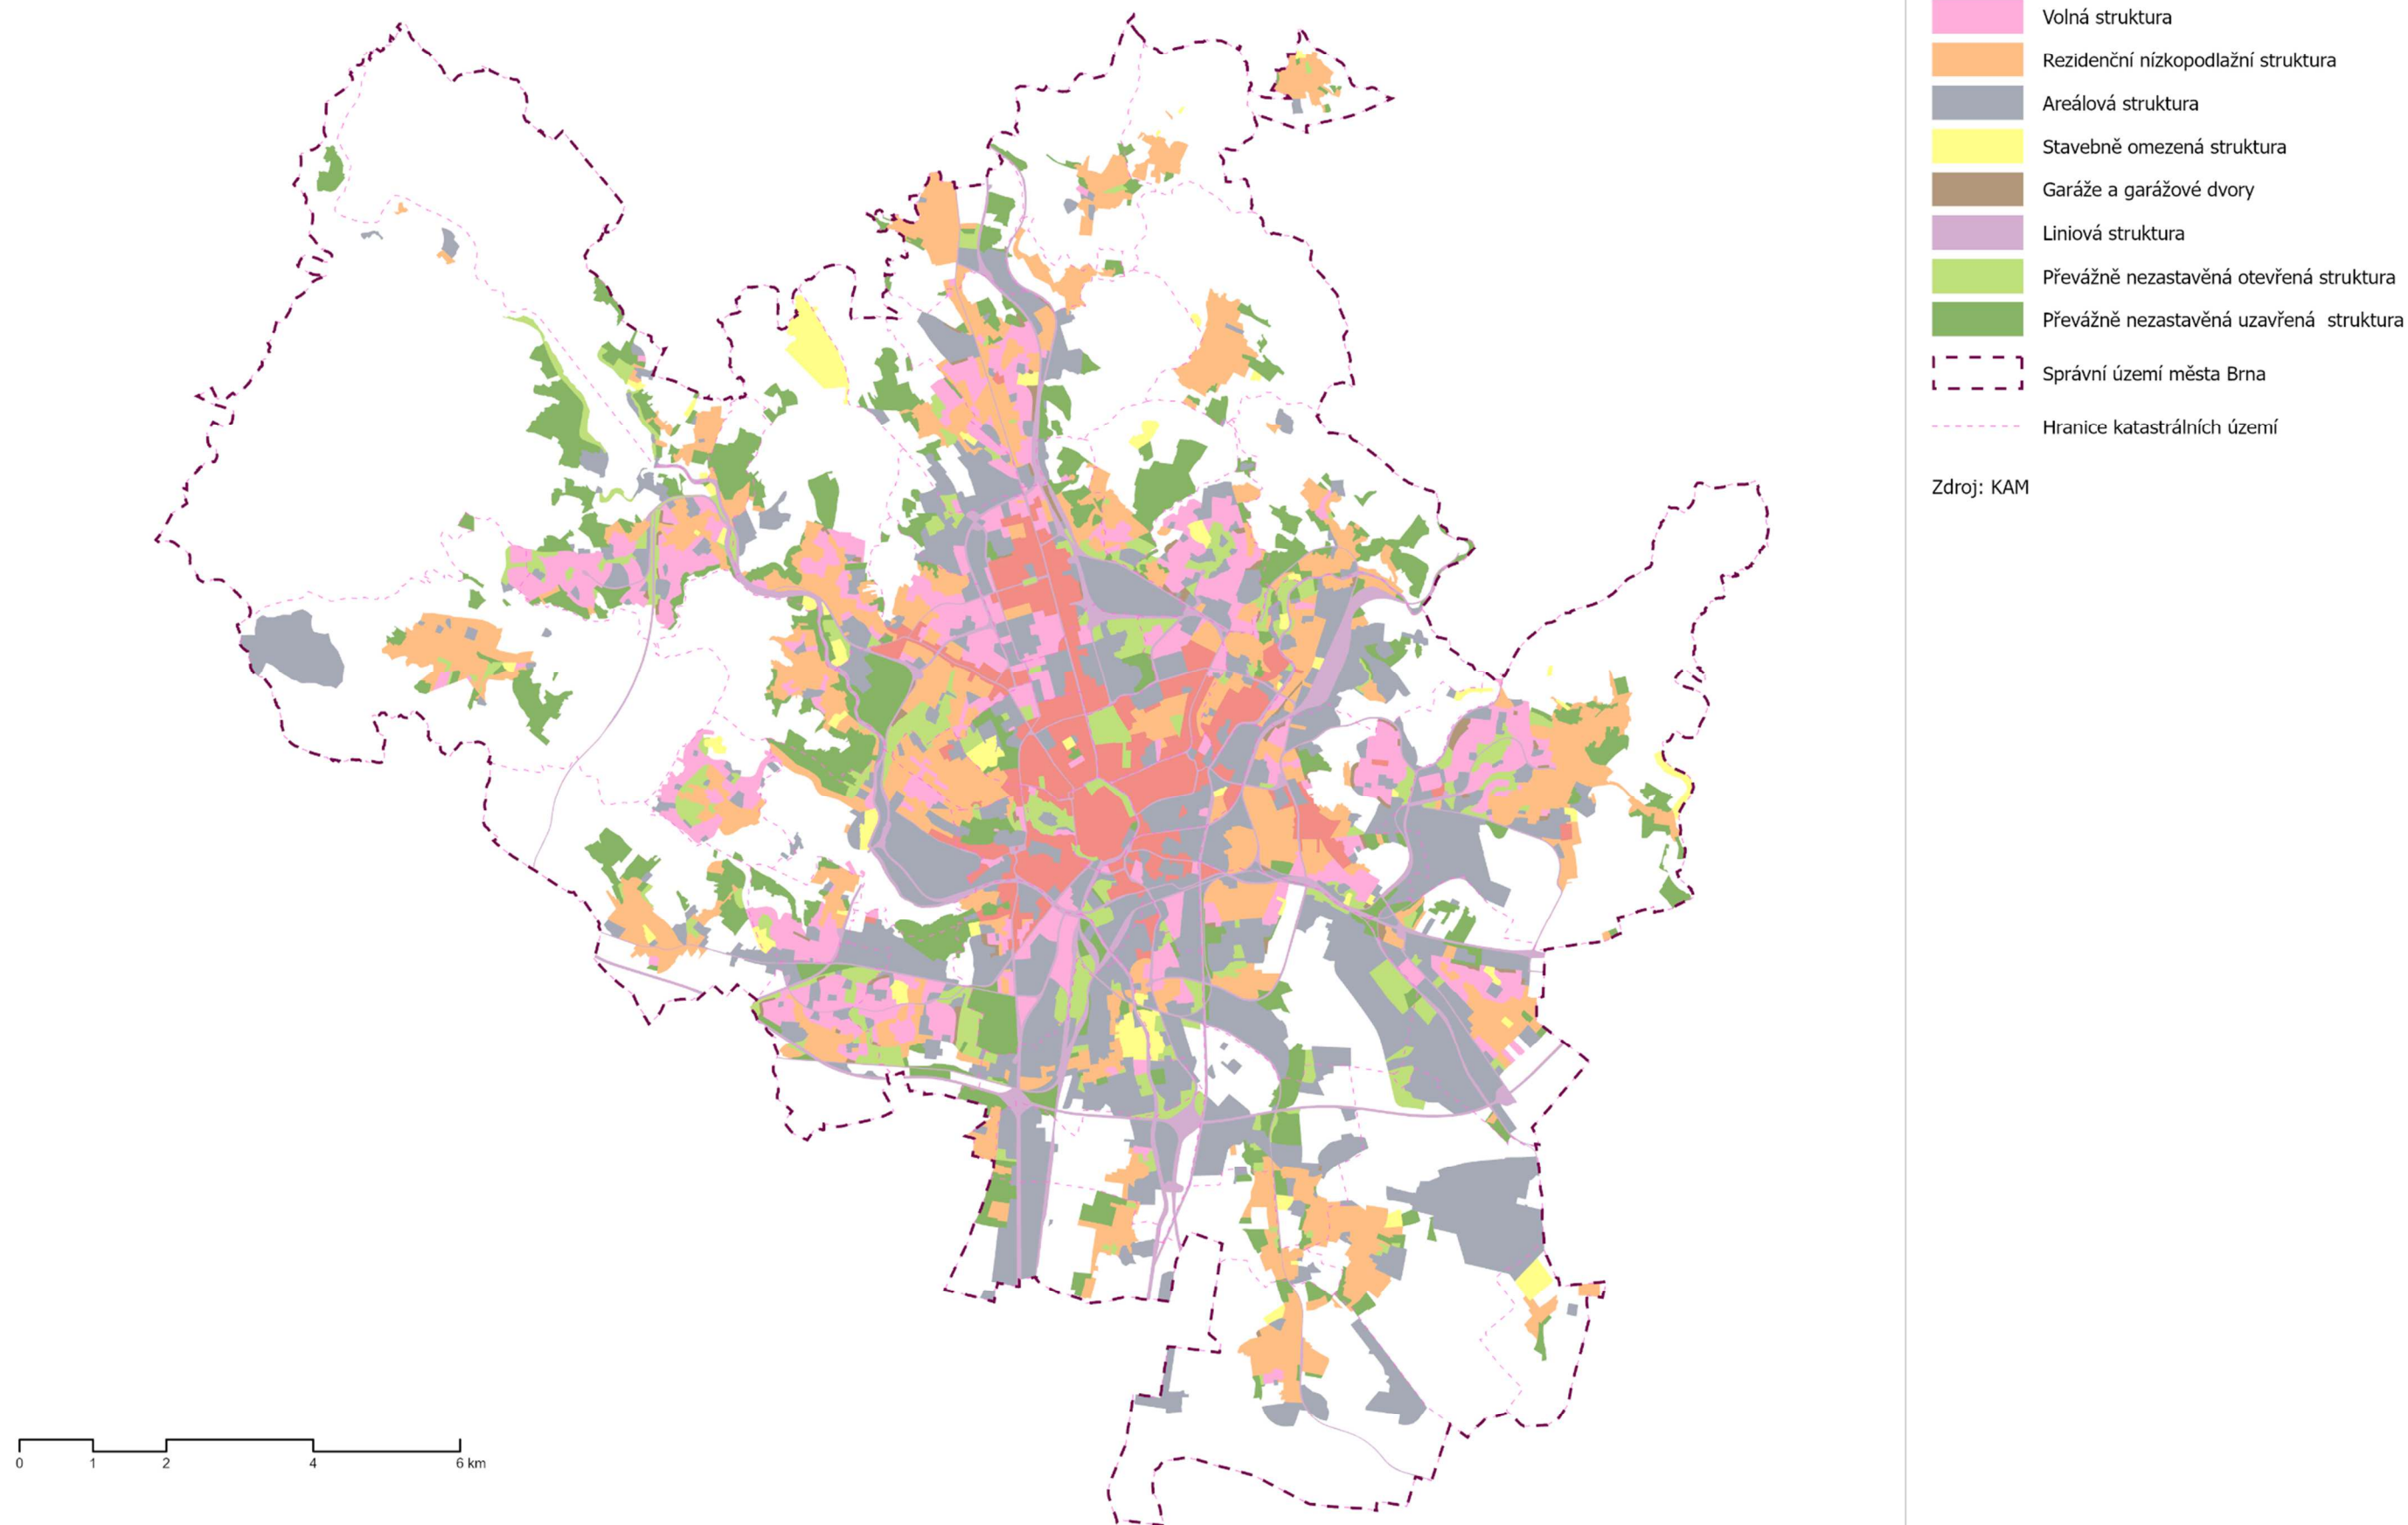 Volná struktura
Rezidenční nízkopodlažní struktura
Areálová struktura
Stavebně omezená struktura
Garáže a garážové dvory
Liniová struktura
Převážně nezastavěná otevřená struktura
Převážně nezastavěná uzavřená  struktura
Správní území města Brna
Hranice katastrálních území
Zdroj: KAM
0 1 2 4 6 km